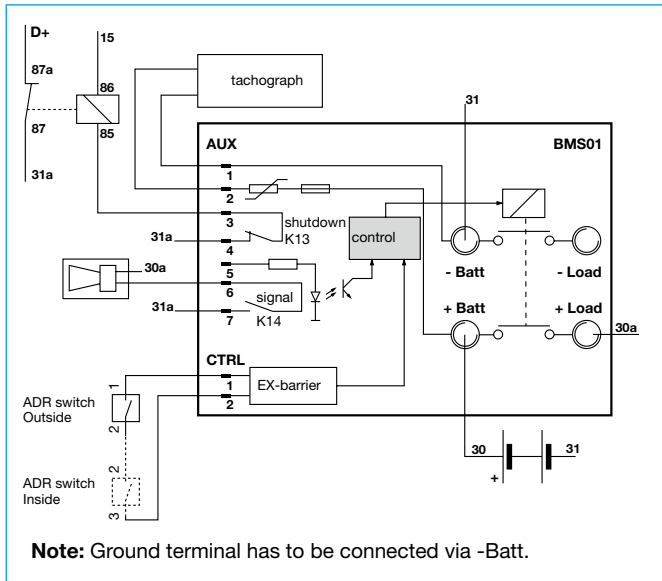 D+
15
87a
86
87
85
31a
tachograph
31
AUX
BMS01
1
2
3
shutdown
K13
31a
4
control
5
30a
6
signal
31a
7
K14
- Batt
- Load
+ Batt
+ Load
30a
CTRL
1
EX-barrier
2
ADR switch
Outside
1
2
ADR switch
Inside
2
3
30
31
+
Note: Ground terminal has to be connected via -Batt.